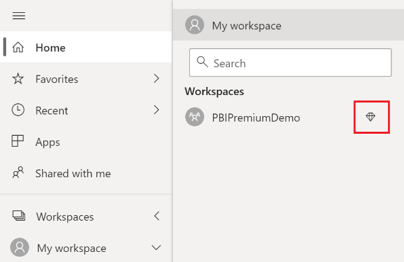 Home
Favorites
Recent
Apps
Shared with me
Workspaces
My workspace
My workspace
Search
Workspaces
PBIPremiumDemo